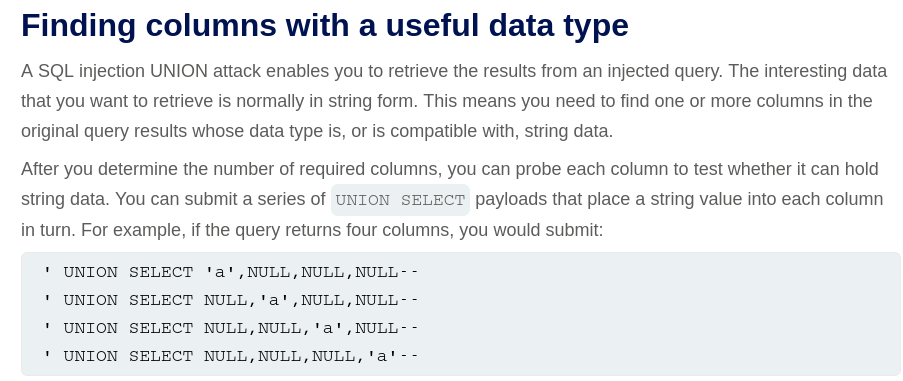 Finding columns with a useful data type
A SQL injection UNION attack enables you to retrieve the results from an injected query. The interesting data
that you want to retrieve is normally in string form. This means you need to find one or more columns in the
original query results whose data type is, or is compatible with, string data.
After you determine the number of required columns, you can probe each column to test whether it can hold
string data. You can submit a series of UNION SELECT payloads that place a string value into each column
in turn. For example, if the query returns four columns, you would submit:
' UNION SELECT 'a',NULL,NULL,NULL--
' UNION SELECT NULL,'a',NULL,NULL--
' UNION SELECT NULL,NULL,'a',NULL--
' UNION SELECT NULL,NULL,NULL,'a'--